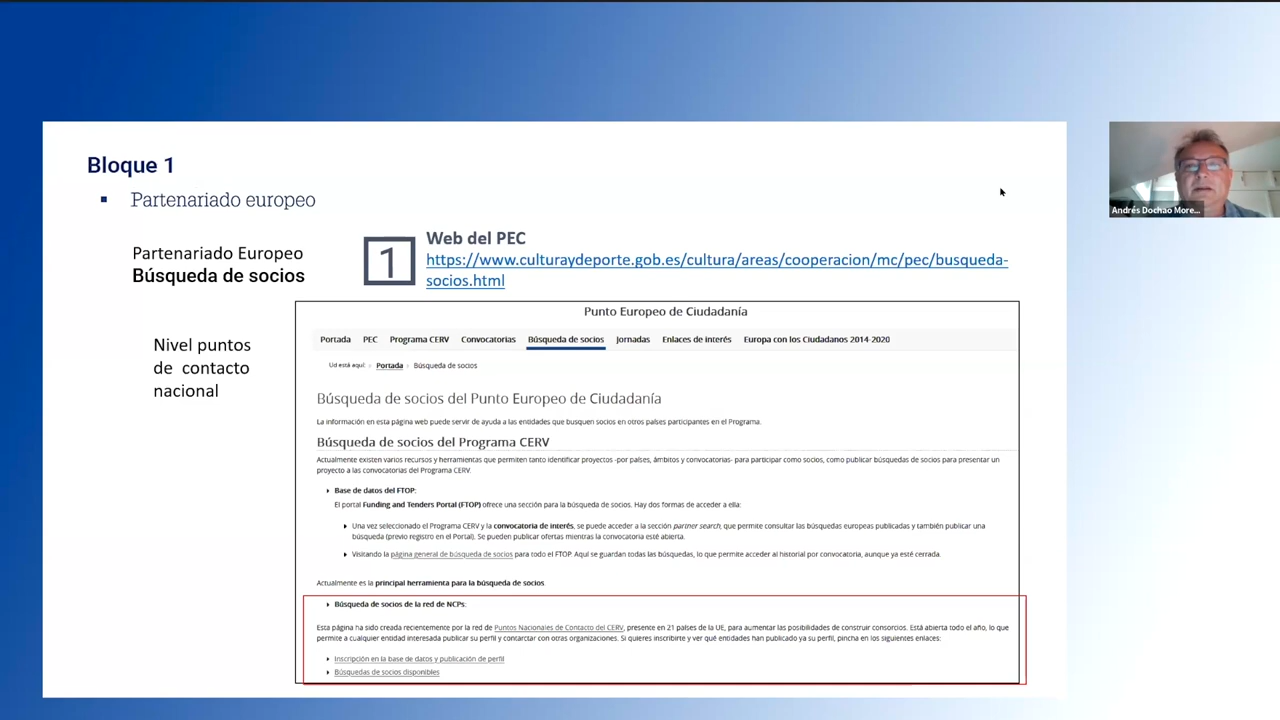 Bloque 1
▪ Partenariado europeo
Partenariado Europeo
Búsqueda de socios
1
Web del PEC
https://www.culturaydeporte.gob.es/cultura/areas/cooperacion/mc/pec/busqueda-
socios.html
Nivel puntos
de contacto
nacional
Punto Europeo de Ciudadanía
Portada PEC Programa CERV Convocatorias Búsqueda de socios Jornadas Enlaces de interés Europa con los Ciudadanos 2014-2020
Ud está aquí: Portada Búsqueda de socios
Búsqueda de socios del Punto Europeo de Ciudadanía
La información en esta página web puede servir de ayuda a las entidades que busquen socios en otros países participantes en el Programa.
Búsqueda de socios del Programa CERV
Actualmente existen varios recursos y herramientas que permiten tanto identificar proyectos -por países, ámbitos y convocatorias- para participar como socios, como publicar búsquedas de socios para presentar un
proyecto a las convocatorias del Programa CERV.
Base de datos del FTOP:
El portal Funding and Tenders Portal (FTOP) ofrece una sección para la búsqueda de socios. Hay dos formas de acceder a ella:
Una vez seleccionado el Programa CERV y la convocatoria de interés, se puede acceder a la sección partner search, que permite consultar las búsquedas europeas publicadas y también publicar una
búsqueda (previo registro en el Portal). Se pueden publicar ofertas mientras la convocatoria esté abierta.
Visitando la página general de búsqueda de socios para todo el FTOP. Aquí se guardan todas las búsquedas, lo que permite acceder al historial por convocatoria, aunque ya esté cerrada.
Actualmente es la principal herramienta para la búsqueda de socios
Búsqueda de socios de la red de NCPs:
Esta página ha sido creada recientemente por la red de Puntos Nacionales de Contacto del CERV, presente en 21 países de la UE, para aumentar las posibilidades de construir consorcios. Está abierta todo el año, lo que
permite a cualquier entidad interesada publicar su perfil y contarctar con otras organizaciones. Si quieres inscribirte y ver qué entidades han publicado ya su perfil, pincha en los siguientes enlaces:
Inscripción en la base de datos y publicación de perfil
Búsquedas de socios disponibles
Andrés Dochao More...